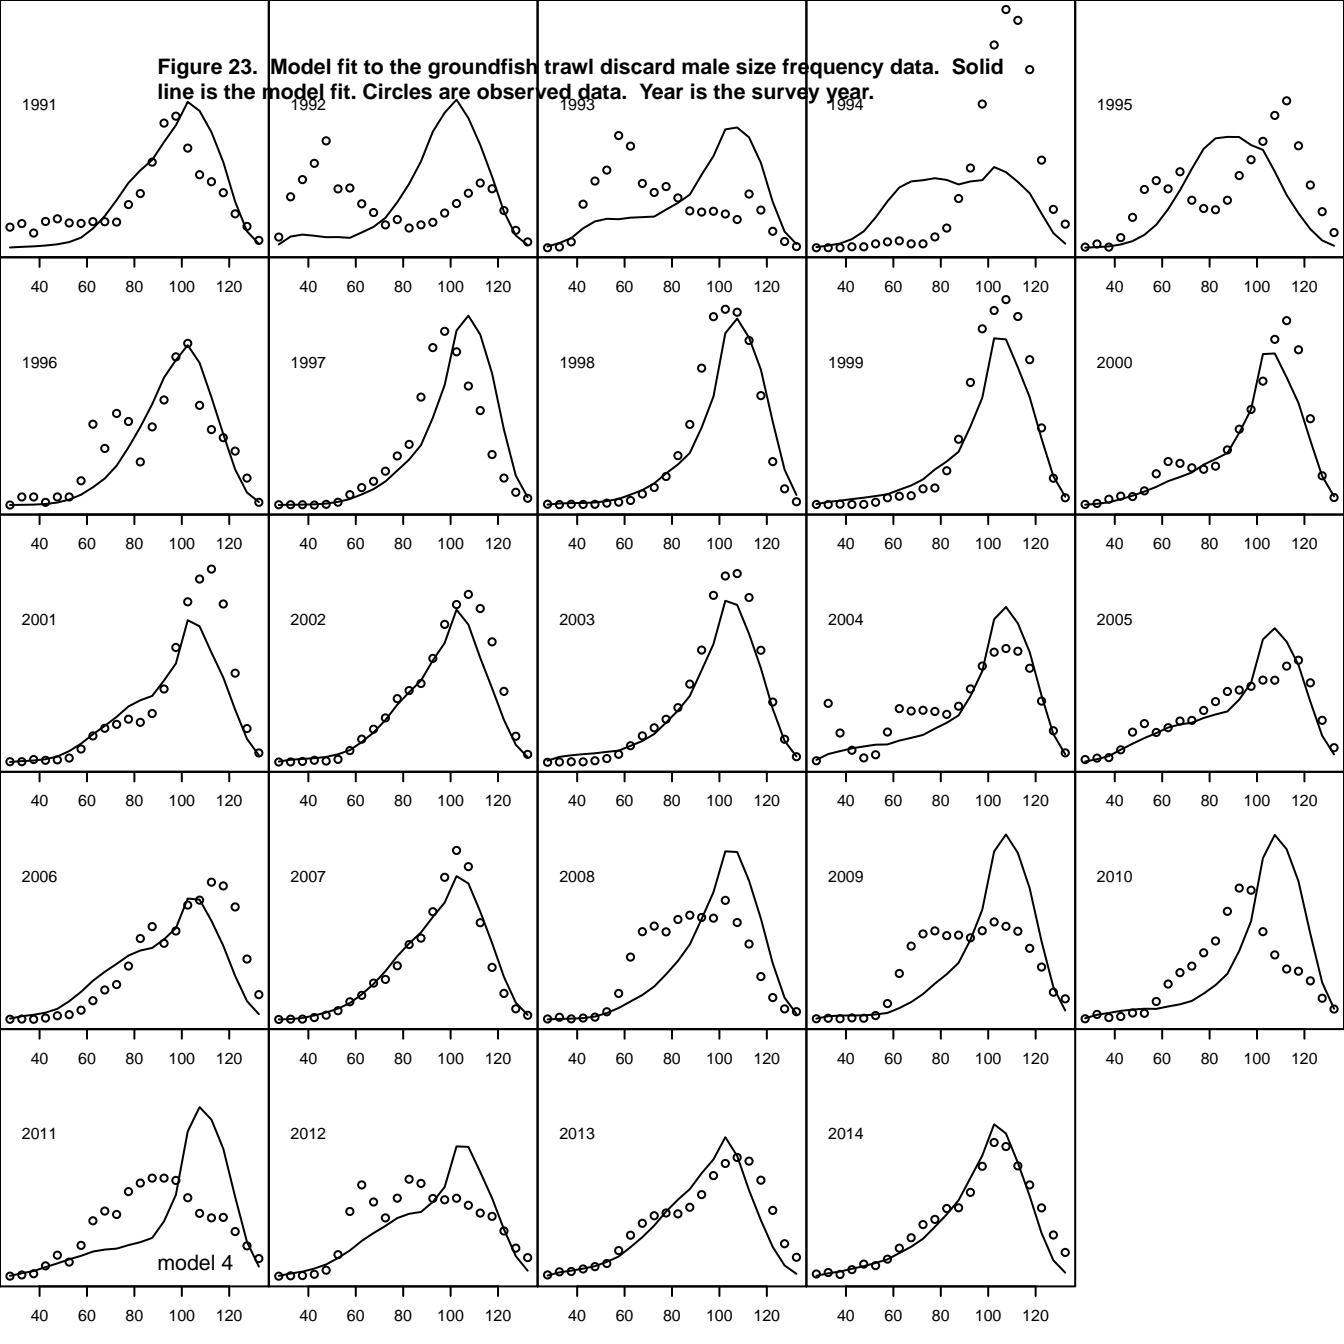 Figure 23.  Model fit to the groundfish trawl discard male size frequency data.  Solid
line is the model fit. Circles are observed data.  Year is the survey year.
1991 1992 1993 1994 1995
40 60 80 100 120 40 60 80 100 120 40 60 80 100 120 40 60 80 100 120 40 60 80 100 120
1996 1997 1998 1999 2000
40 60 80 100 120 40 60 80 100 120 40 60 80 100 120 40 60 80 100 120 40 60 80 100 120
2001 2002 2003 2004 2005
40 60 80 100 120 40 60 80 100 120 40 60 80 100 120 40 60 80 100 120 40 60 80 100 120
2006 2007 2008 2009 2010
40 60 80 100 120 40 60 80 100 120 40 60 80 100 120 40 60 80 100 120 40 60 80 100 120
2011 2012 2013 2014
model 4
40 60 80 100 120 40 60 80 100 120 40 60 80 100 120 40 60 80 100 120